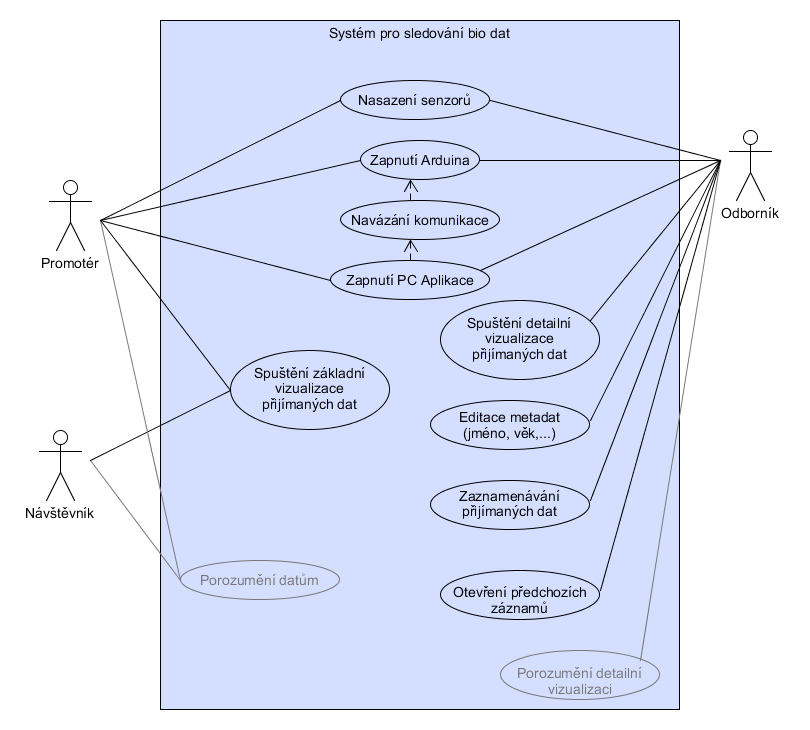 Systém pro sledování bio dat
Nasazení senzorů
Zapnutí Arduina
Navázání komunikace
Zapnutí PC Aplikace
Promotér
Odborník
Spuštění detailní
vizualizace
přijímaných dat
Spuštění základní
vizualizace
přijímaných dat
Editace metadat
(jméno, věk,...)
Návštěvník
Zaznamenávání
přijímaných dat
Porozumění datům
Otevření předchozích
záznamů
Porozumění detailní
vizualizaci